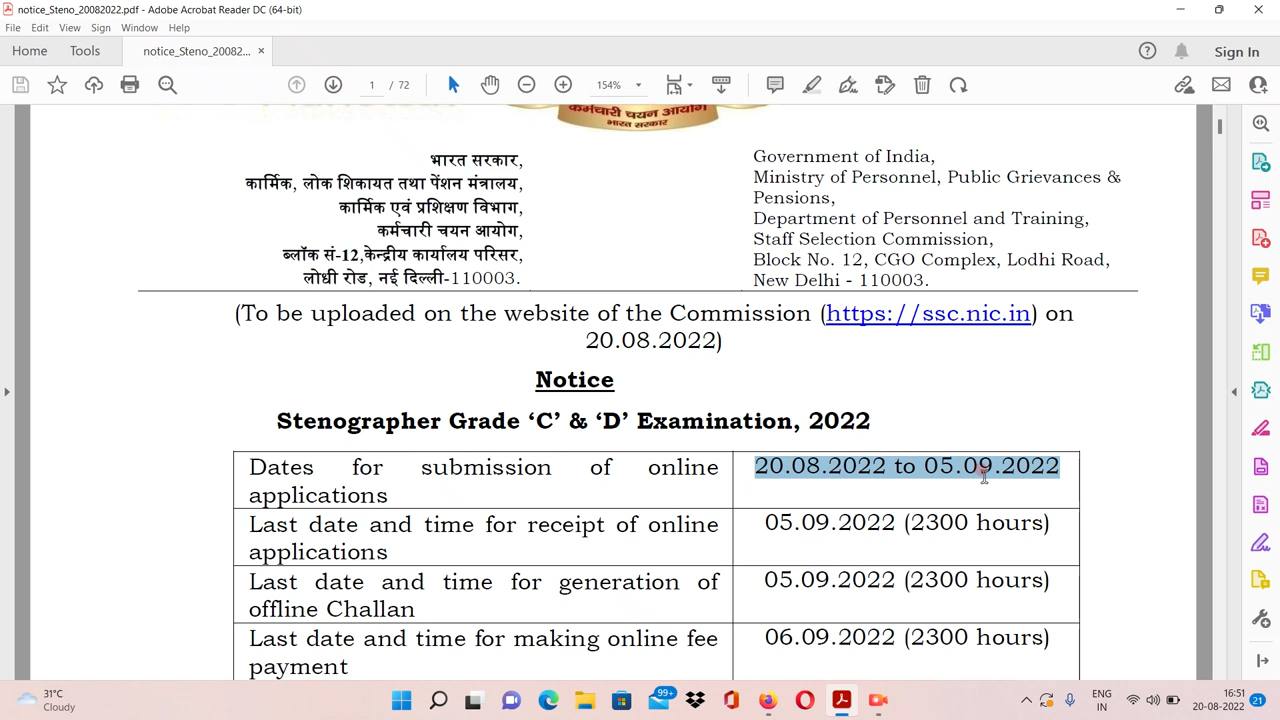 notice_Steno_20082022.pdf - Adobe Acrobat Reader DC (64-bit)
File Edit View Sign Window Help
Home Tools notice_Steno_20082... × Sign In
1 / 72 154%
कर्मचारी चयन आयोग
भारत सरकार
भारत सरकार,
कार्मिक, लोक शिकायत तथा पेंशन मंत्रालय,
कार्मिक एवं प्रशिक्षण विभाग,
कर्मचारी चयन आयोग,
ब्लॉक सं-12,केन्द्रीय कार्यालय परिसर,
लोधी रोड, नई दिल्ली-110003.
Government of India,
Ministry of Personnel, Public Grievances &
Pensions,
Department of Personnel and Training,
Staff Selection Commission,
Block No. 12, CGO Complex, Lodhi Road,
New Delhi - 110003.
(To be uploaded on the website of the Commission (https://ssc.nic.in) on
20.08.2022)
Notice
Stenographer Grade ‘C’ & ‘D’ Examination, 2022
Dates for submission of online 20.08.2022 to 05.09.2022
applications
Last date and time for receipt of online 05.09.2022 (2300 hours)
applications
Last date and time for generation of 05.09.2022 (2300 hours)
offline Challan
Last date and time for making online fee 06.09.2022 (2300 hours)
payment
31°C
Cloudy
99+
ENG
IN
16:51
20-08-2022
21